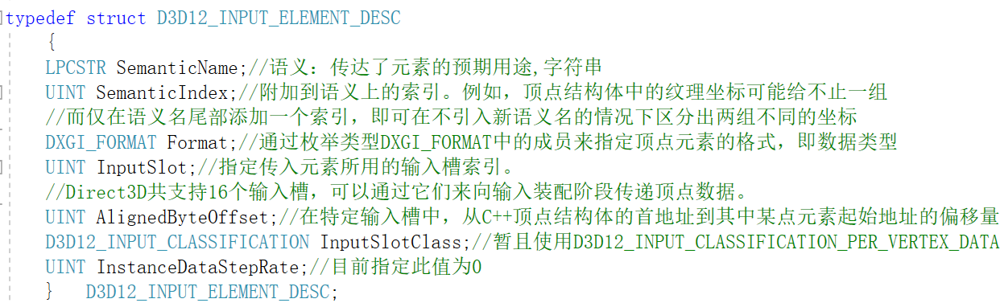 typedef struct D3D12_INPUT_ELEMENT_DESC
{
LPCSTR SemanticName;//语义：传达了元素的预期用途,字符串
UINT SemanticIndex;//附加到语义上的索引。例如，顶点结构体中的纹理坐标可能给不止一组
//而仅在语义名尾部添加一个索引，即可在不引入新语义名的情况下区分出两组不同的坐标
DXGI_FORMAT Format;//通过枚举类型DXGI_FORMAT中的成员来指定顶点元素的格式，即数据类型
UINT InputSlot;//指定传入元素所用的输入槽索引。
//Direct3D共支持16个输入槽，可以通过它们来向输入装配阶段传递顶点数据。
UINT AlignedByteOffset;//在特定输入槽中，从C++顶点结构体的首地址到其中某点元素起始地址的偏移量
D3D12_INPUT_CLASSIFICATION InputSlotClass;//暂且使用D3D12_INPUT_CLASSIFICATION_PER_VERTEX_DATA
UINT InstanceDataStepRate;//目前指定此值为0
} D3D12_INPUT_ELEMENT_DESC;